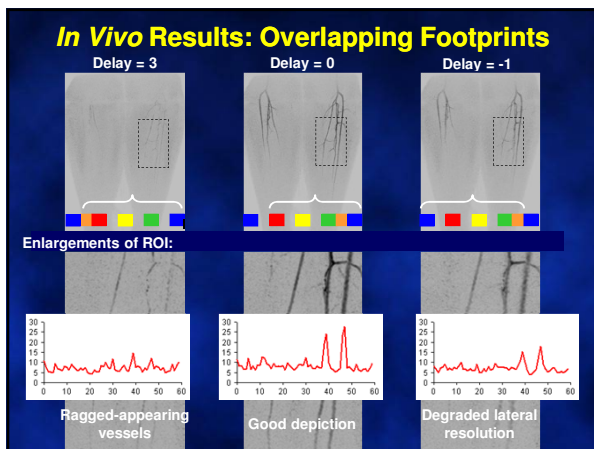 In Vivo Results: Overlapping Footprints
Delay = 3
Delay = 0
Delay = -1
Enlargements of ROI:
30
25
20
15
10
5
0
0 10 20 30 40 50 60
30
25
20
15
10
5
0
0 10 20 30 40 50 60
30
25
20
15
10
5
0
0 10 20 30 40 50 60
Ragged-appearing
vessels
Good depiction
Degraded lateral
resolution